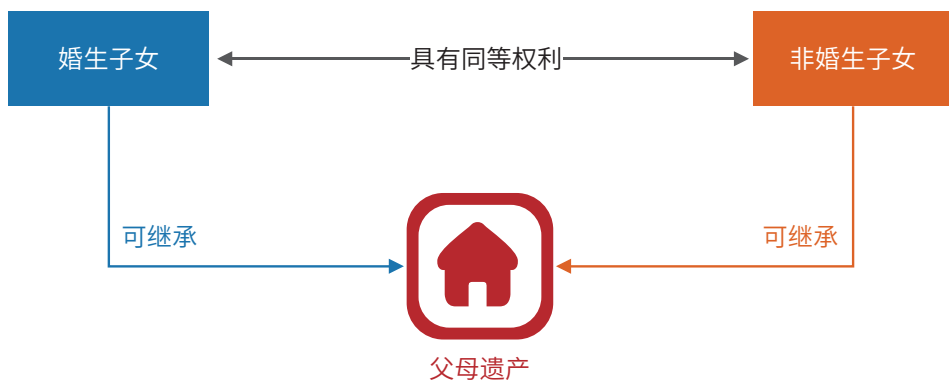 婚生子女
具有同等权利
非婚生子女
可继承
可继承
父母遗产